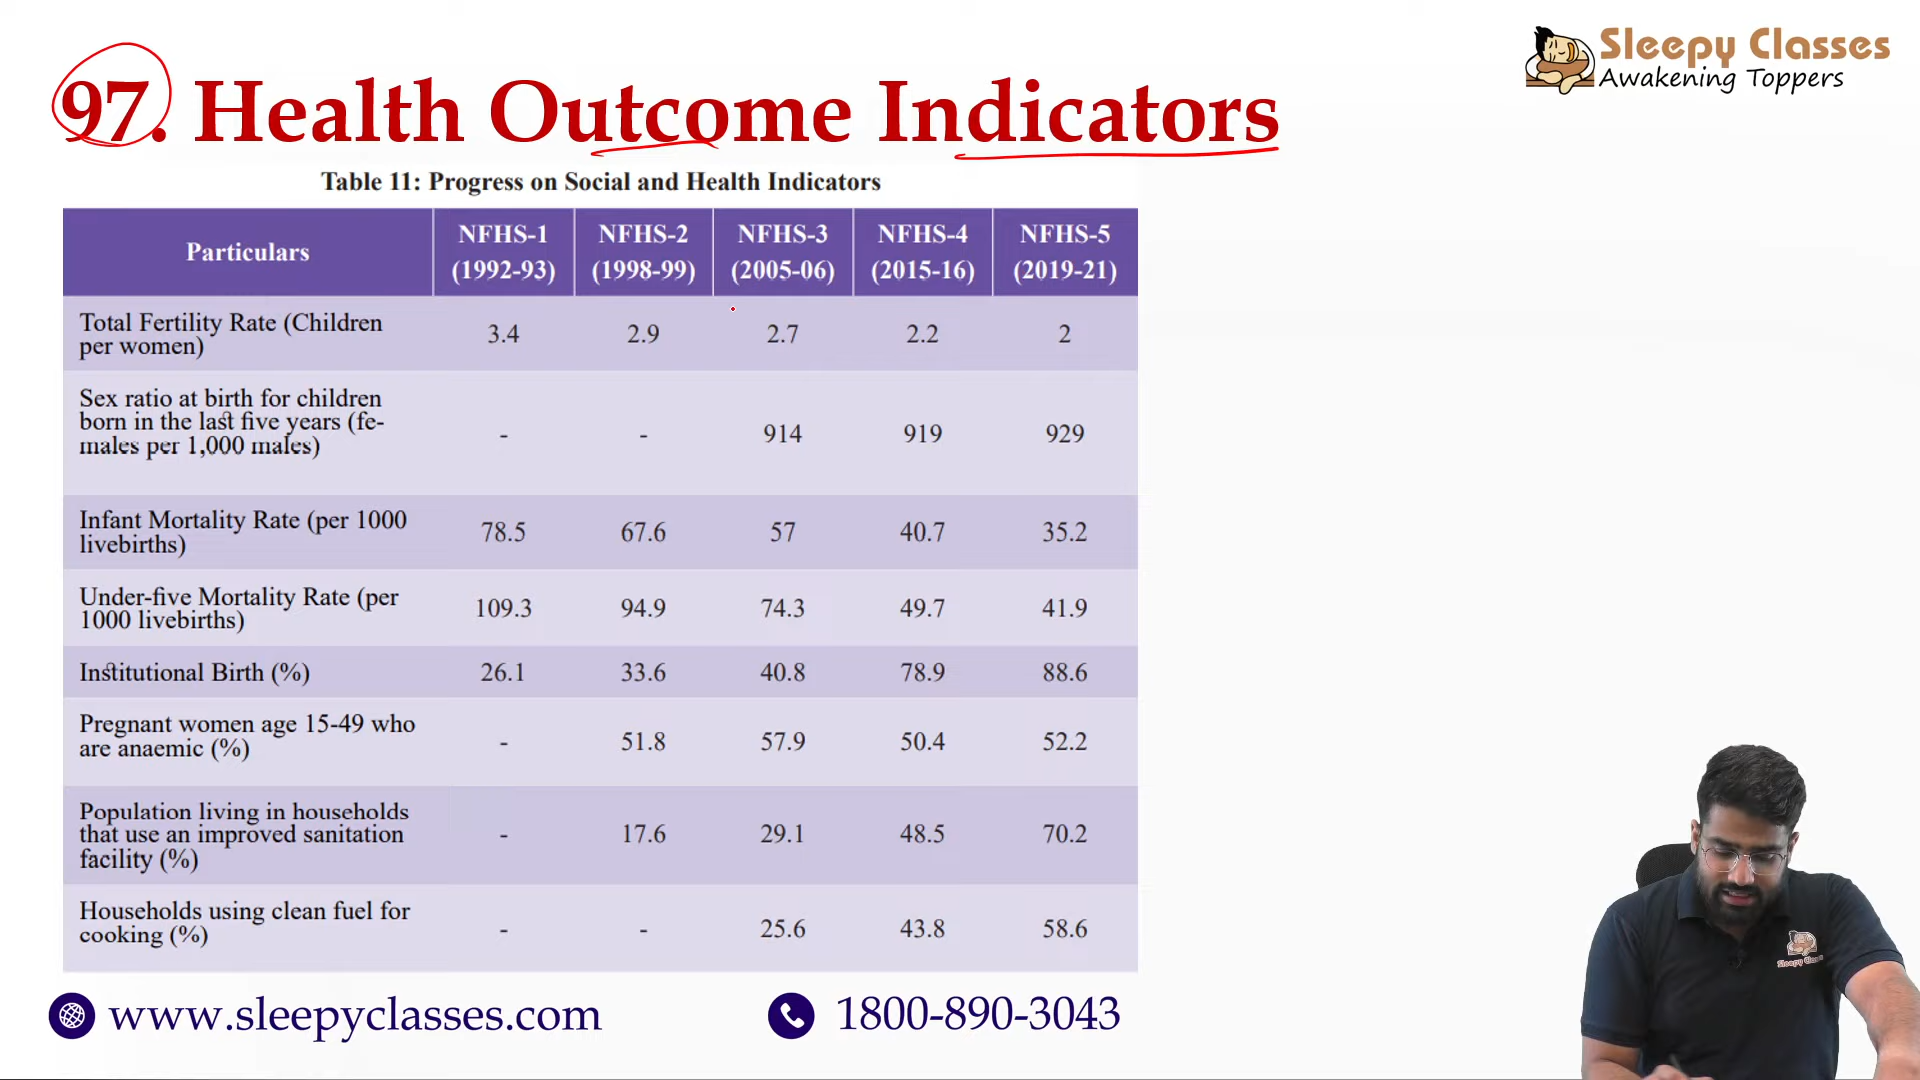 97. Health Outcome Indicators
Sleepy Classes
Awakening Toppers
Table 11: Progress on Social and Health Indicators
Particulars
NFHS-1
(1992-93)
NFHS-2
(1998-99)
NFHS-3
(2005-06)
NFHS-4
(2015-16)
NFHS-5
(2019-21)
Total Fertility Rate (Children
per women)
3.4 2.9 2.7 2.2 2
Sex ratio at birth for children
born in the last five years (fe-
males per 1,000 males)
- - 914 919 929
Infant Mortality Rate (per 1000
livebirths)
78.5 67.6 57 40.7 35.2
Under-five Mortality Rate (per
1000 livebirths)
109.3 94.9 74.3 49.7 41.9
Institutional Birth (%) 26.1 33.6 40.8 78.9 88.6
Pregnant women age 15-49 who
are anaemic (%)
- 51.8 57.9 50.4 52.2
Population living in households
that use an improved sanitation
facility (%)
- 17.6 29.1 48.5 70.2
Households using clean fuel for
cooking (%)
- - 25.6 43.8 58.6
www.sleepyclasses.com
1800-890-3043
Sleepy Classes